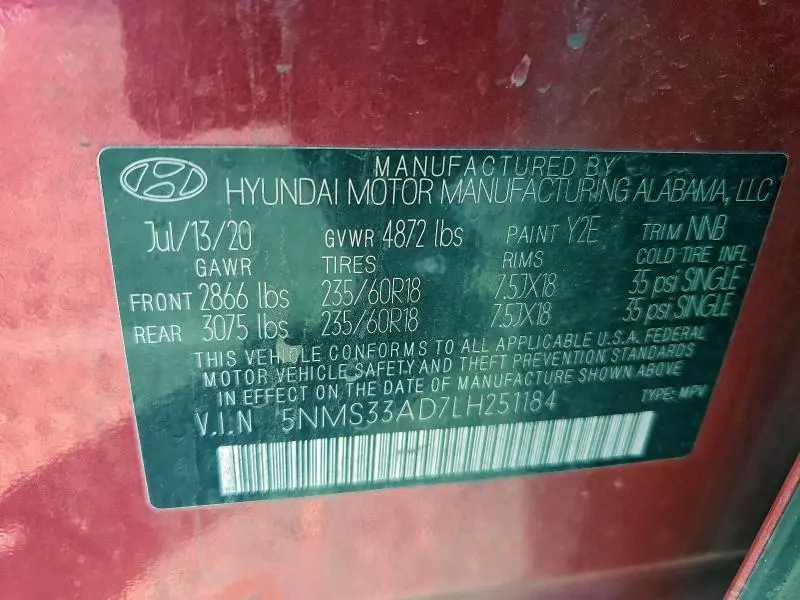 MANUFACTURED BY
HYUNDAI MOTOR MANUFACTURING ALABAMA, LLC
Jul/13/20 GVWR 4872 lbs PAINT Y2E TRIM NNB
GAWR TIRES RIMS COLD TIRE INFL
FRONT 2866 lbs 235/60R18 7.5JX18 35 psi SINGLE
REAR 3075 lbs 235/60R18 7.5JX18 35 psi SINGLE
THIS VEHICLE CONFORMS TO ALL APPLICABLE U.S.A. FEDERAL
MOTOR VEHICLE SAFETY AND THEFT PREVENTION STANDARDS
IN EFFECT ON THE DATE OF MANUFACTURE SHOWN ABOVE
V.I.N 5NMS33AD7LH251184 TYPE: MPV